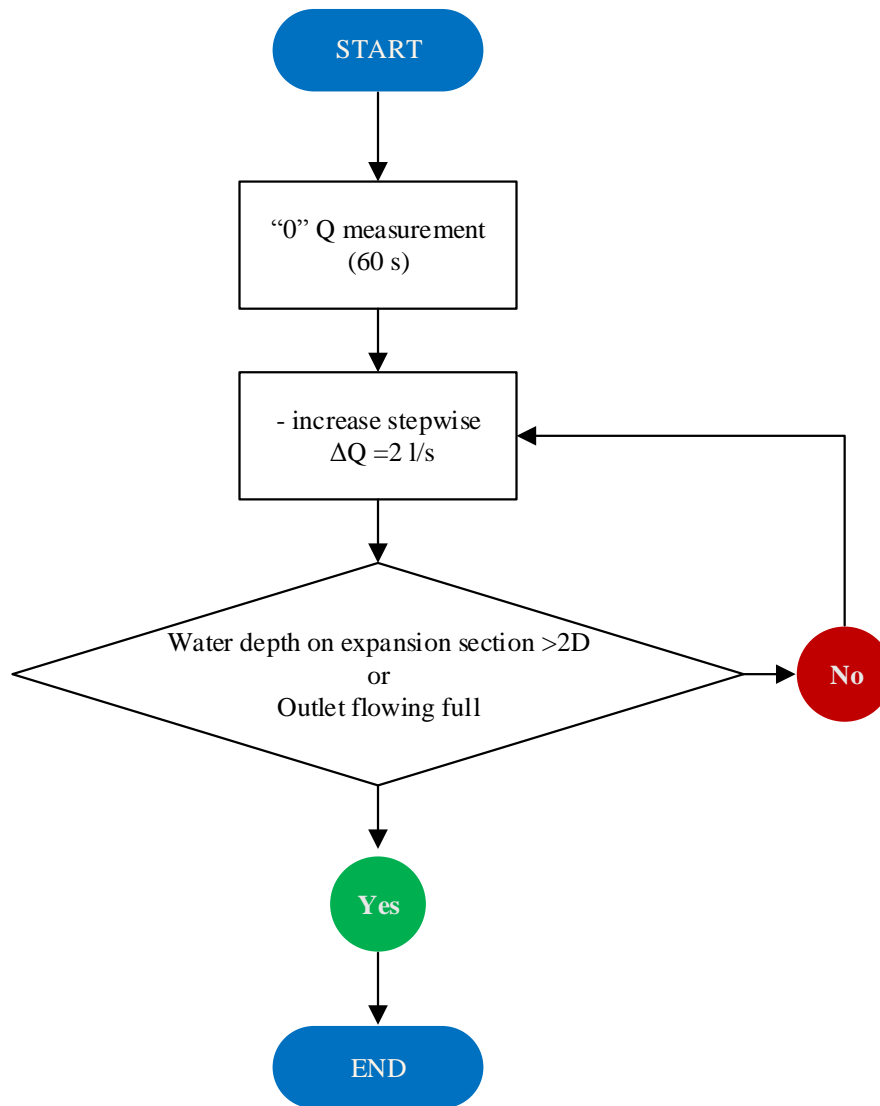 START
“0” Q measurement
(60 s)
- increase stepwise
ΔQ =2 l/s
Water depth on expansion section >2D
or
Outlet flowing full
No
Yes
END